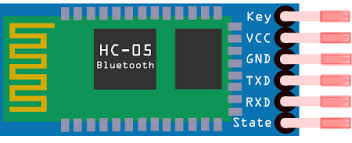 HC-05
Bluetooth
Key
VCC
GND
TXD
RXD
State